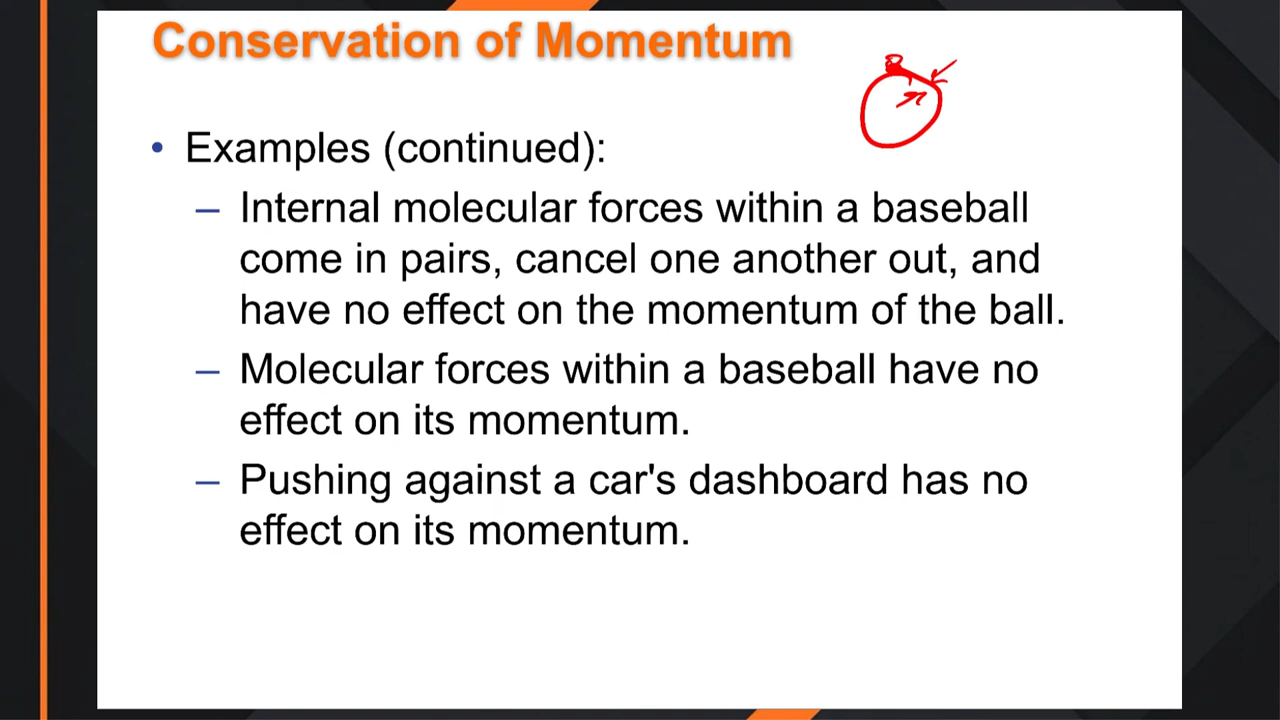 Conservation of Momentum
• Examples (continued):
– Internal molecular forces within a baseball
come in pairs, cancel one another out, and
have no effect on the momentum of the ball.
– Molecular forces within a baseball have no
effect on its momentum.
– Pushing against a car's dashboard has no
effect on its momentum.